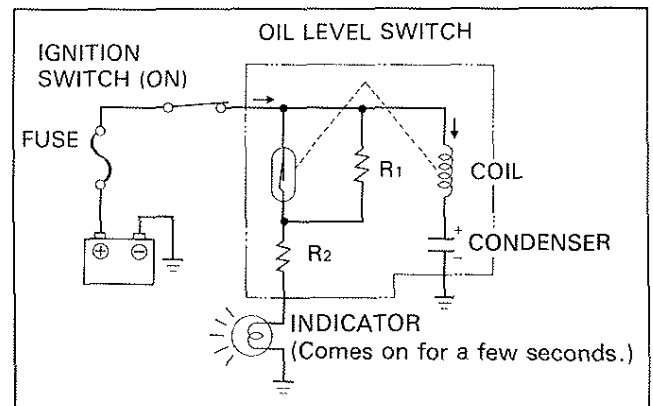 OIL LEVEL SWITCH
IGNITION
SWITCH (ON)
FUSE
R1
COIL
+
CONDENSER
−
R2
⊕ ⊖
INDICATOR
(Comes on for a few seconds.)